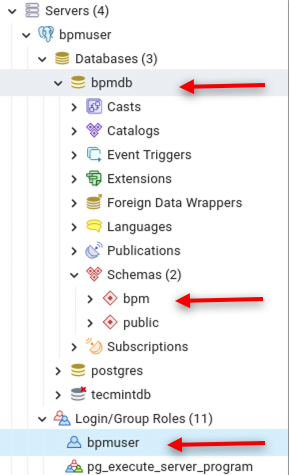 Servers (4)
bpmuser
Databases (3)
bpmdb
Casts
Catalogs
Event Triggers
Extensions
Foreign Data Wrappers
Languages
Publications
Schemas (2)
bpm
public
Subscriptions
postgres
tecmintdb
Login/Group Roles (11)
bpmuser
pg_execute_server_program